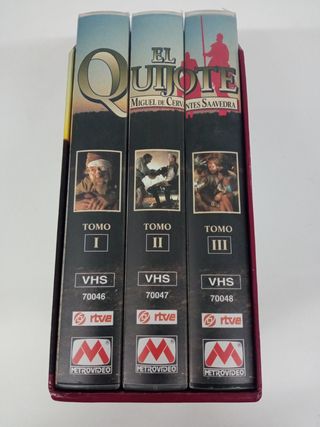 EL
QUIJOTE
MIGUEL DE CERVANTES SAAVEDRA
TOMO
I
VHS
70046
rtve
METROVIDEO
TOMO
II
VHS
70047
rtve
METROVIDEO
TOMO
III
VHS
70048
rtve
METROVIDEO